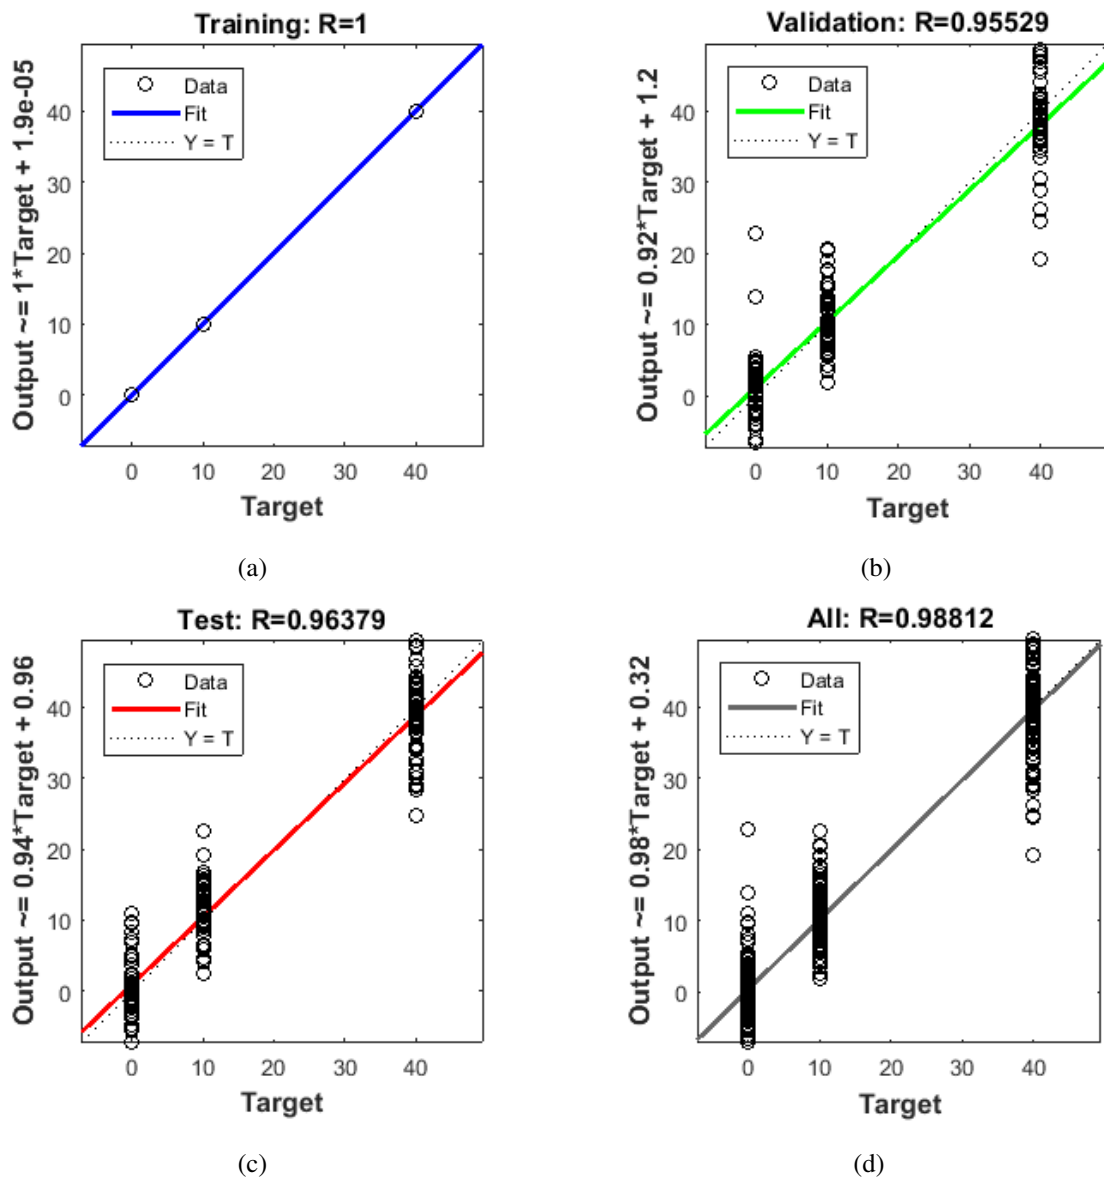 Training: R=1
Output ~= 1*Target + 1.9e-05
Data
Fit
Y = T
40
30
20
10
0
0 10 20 30 40
Target
(a)
Validation: R=0.95529
Output ~= 0.92*Target + 1.2
Data
Fit
Y = T
40
30
20
10
0
0 10 20 30 40
Target
(b)
Test: R=0.96379
Output ~= 0.94*Target + 0.96
Data
Fit
Y = T
40
30
20
10
0
0 10 20 30 40
Target
(c)
All: R=0.98812
Output ~= 0.98*Target + 0.32
Data
Fit
Y = T
40
30
20
10
0
0 10 20 30 40
Target
(d)